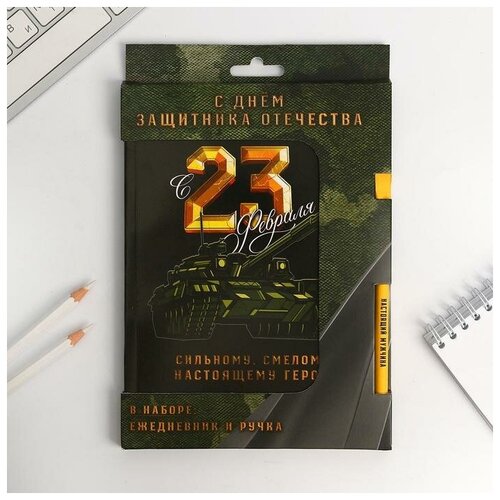 С ДНЕМ
ЗАЩИТНИКА ОТЕЧЕСТВА
С 23
Февраля
СИЛЬНОМУ, СМЕЛОМ
НАСТОЯЩЕМУ ГЕРО
НАСТОЯЩИЙ МУЖЧИНА
В НАБОРЕ:
ЕЖЕДНЕВНИК И РУЧКА